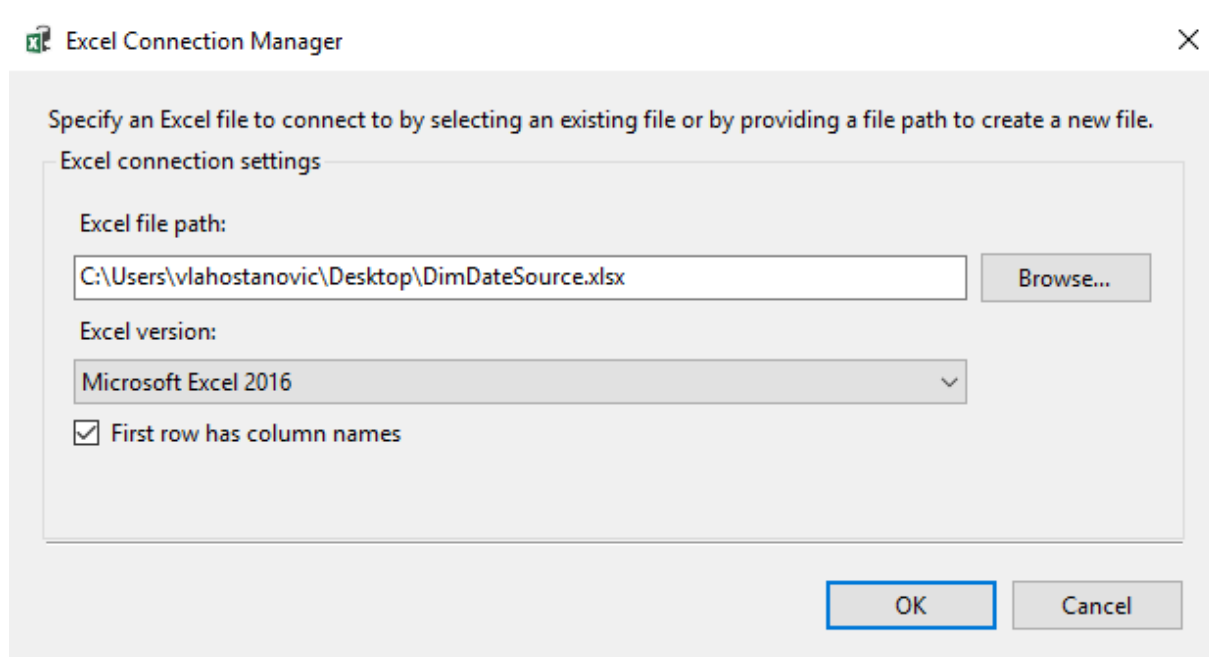 Excel Connection Manager
Specify an Excel file to connect to by selecting an existing file or by providing a file path to create a new file.
Excel connection settings
Excel file path:
C:\Users\vlahostanovic\Desktop\DimDateSource.xlsx
Browse...
Excel version:
Microsoft Excel 2016
First row has column names
OK
Cancel